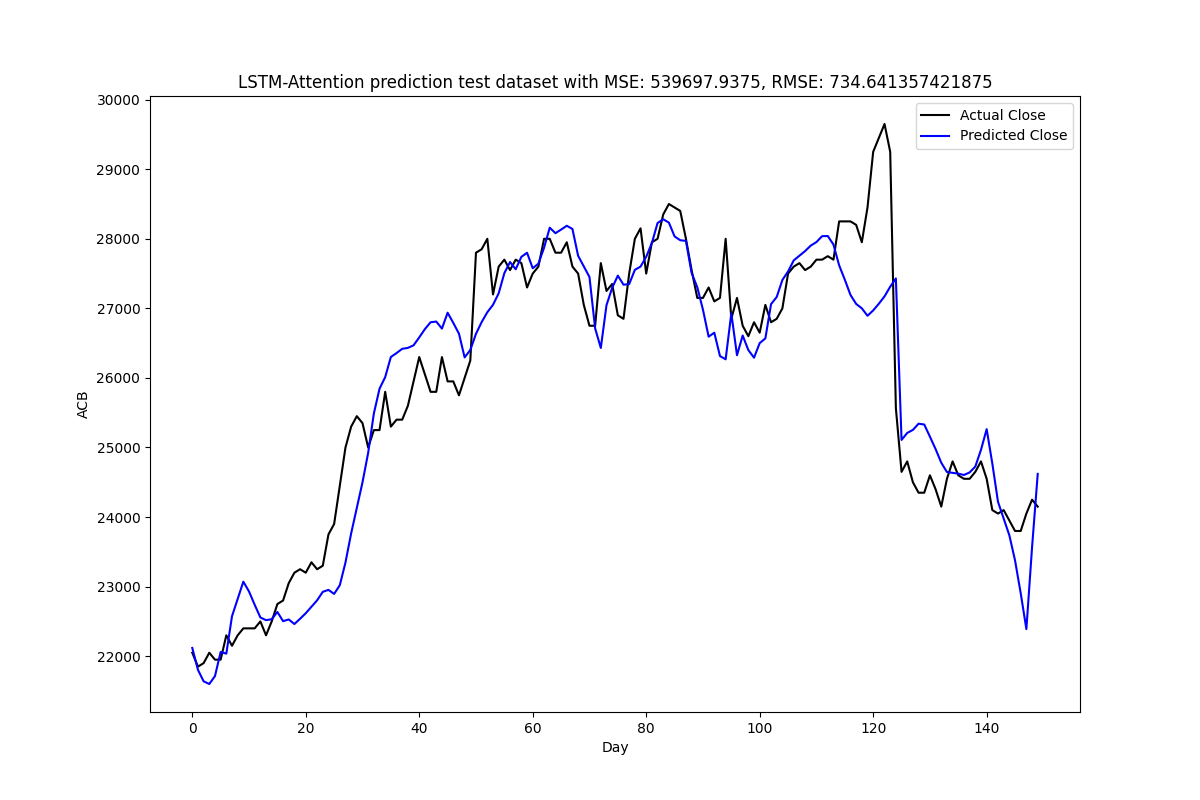 LSTM-Attention prediction test dataset with MSE: 539697.9375, RMSE: 734.641357421875
Actual Close
Predicted Close
30000
29000
28000
27000
26000
25000
24000
23000
22000
ACB
0 20 40 60 80 100 120 140
Day